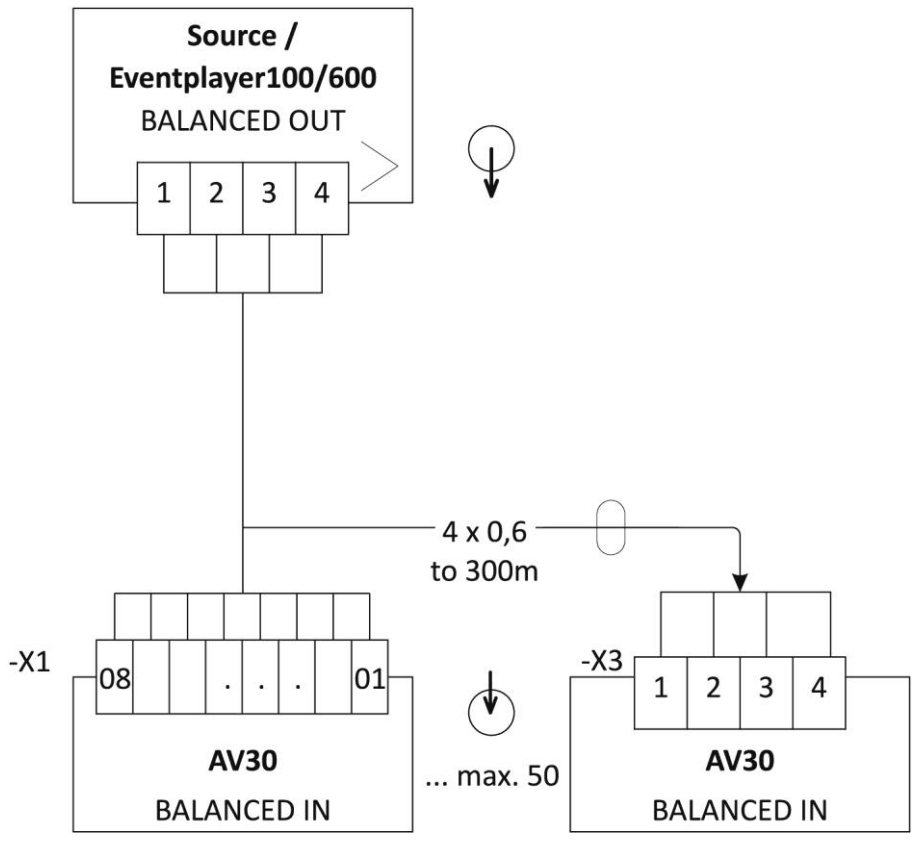 Source /
Eventplayer100/600
BALANCED OUT
1 2 3 4
4 x 0,6
to 300m
-X1
08 . . . 01
AV30
BALANCED IN
... max. 50
-X3
1 2 3 4
AV30
BALANCED IN